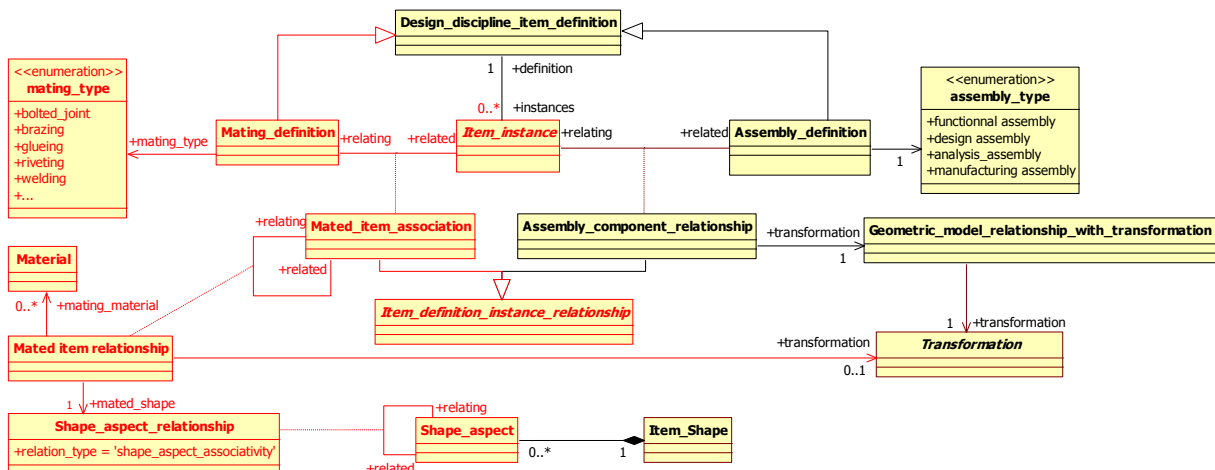 Design_discipline_item_definition
<<enumeration>>
mating_type
+bolted_joint
+brazing
+glueing
+riveting
+welding
+...
1
+definition
0..*
+instances
<<enumeration>>
assembly_type
+functionnal assembly
+design assembly
+analysis_assembly
+manufacturing assembly
+mating_type
Mating_definition
+relating
+related
Item_instance
+relating
+related
Assembly_definition
1
+relating
Mated_item_association
+related
Assembly_component_relationship
+transformation
1
Geometric_model_relationship_with_transformation
Material
0..*
+mating_material
Item_definition_instance_relationship
1
+transformation
Mated item relationship
+transformation
0..1
Transformation
1
+mated_shape
Shape_aspect_relationship
+relation_type = 'shape_aspect_associativity'
+relating
+related
Shape_aspect
0..*
1
Item_Shape